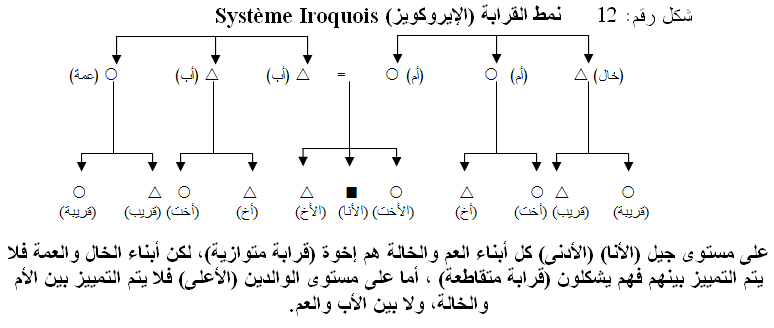 شكل رقم: 12 نمط القرابة (الإيروكويز) Système Iroquois
(خال) (أم) (أم) = (أب) (أب) (عمة)
(قريبة) (قريب) (أخت) (أخ) (الأخت) (الأنا) (الأخ) (أخ) (أخت) (قريب) (قريبة)
على مستوى جيل (الأنا) (الأدنى) كل أبناء العم والخالة هم إخوة (قرابة متوازية)، لكن أبناء الخال والعمة فلا
يتم التمييز بينهم فهم يشكلون (قرابة متقاطعة) ، أما على مستوى الوالدين (الأعلى) فلا يتم التمييز بين الأم
والخالة، ولا بين الأب والعم.